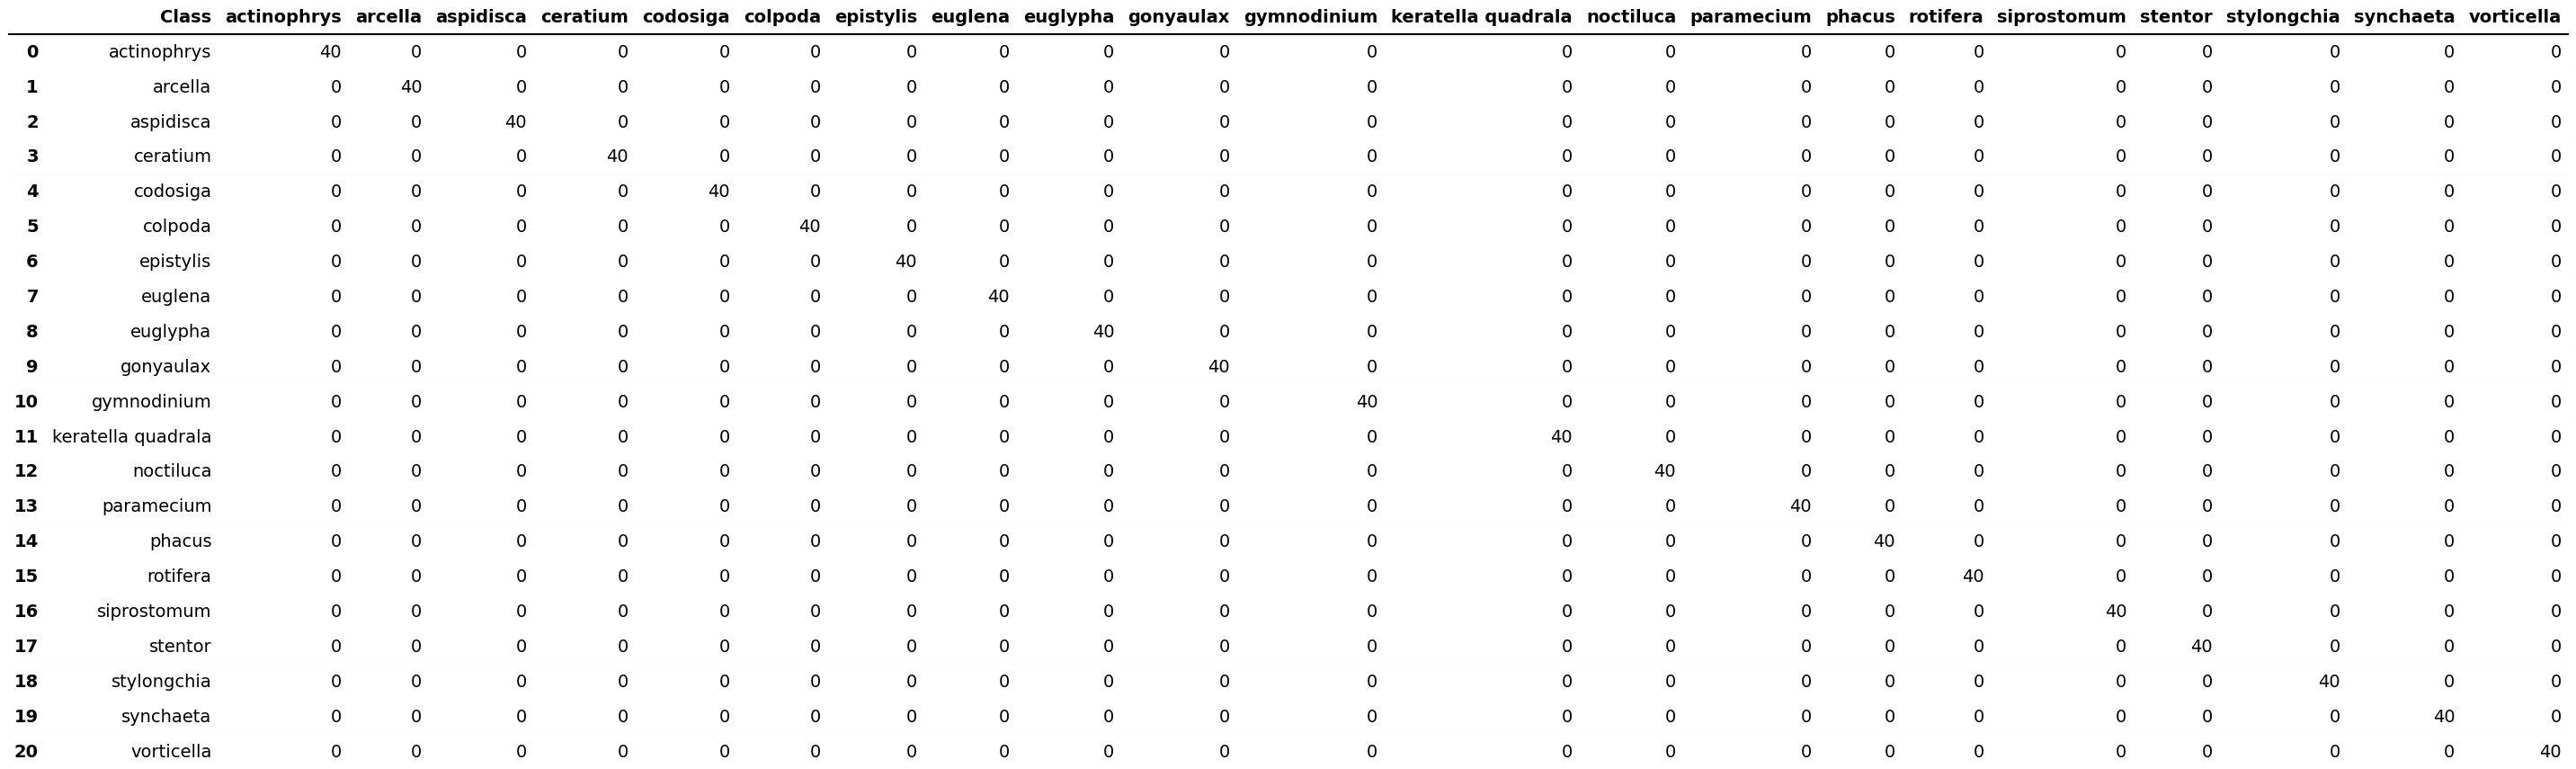 Class actinophrys arcella aspidisca ceratium codosiga colpoda epistylis euglena euglypha gonyaulax gymnodinium keratella quadrala noctiluca paramecium phacus rotifera siprostomum stentor stylongchia synchaeta vorticella
0 actinophrys 40 0 0 0 0 0 0 0 0 0 0 0 0 0 0 0 0 0 0 0 0
1 arcella 0 40 0 0 0 0 0 0 0 0 0 0 0 0 0 0 0 0 0 0 0
2 aspidisca 0 0 40 0 0 0 0 0 0 0 0 0 0 0 0 0 0 0 0 0 0
3 ceratium 0 0 0 40 0 0 0 0 0 0 0 0 0 0 0 0 0 0 0 0 0
4 codosiga 0 0 0 0 40 0 0 0 0 0 0 0 0 0 0 0 0 0 0 0 0
5 colpoda 0 0 0 0 0 40 0 0 0 0 0 0 0 0 0 0 0 0 0 0 0
6 epistylis 0 0 0 0 0 0 40 0 0 0 0 0 0 0 0 0 0 0 0 0 0
7 euglena 0 0 0 0 0 0 0 40 0 0 0 0 0 0 0 0 0 0 0 0 0
8 euglypha 0 0 0 0 0 0 0 0 40 0 0 0 0 0 0 0 0 0 0 0 0
9 gonyaulax 0 0 0 0 0 0 0 0 0 40 0 0 0 0 0 0 0 0 0 0 0
10 gymnodinium 0 0 0 0 0 0 0 0 0 0 40 0 0 0 0 0 0 0 0 0 0
11 keratella quadrala 0 0 0 0 0 0 0 0 0 0 0 40 0 0 0 0 0 0 0 0 0
12 noctiluca 0 0 0 0 0 0 0 0 0 0 0 0 40 0 0 0 0 0 0 0 0
13 paramecium 0 0 0 0 0 0 0 0 0 0 0 0 0 40 0 0 0 0 0 0 0
14 phacus 0 0 0 0 0 0 0 0 0 0 0 0 0 0 40 0 0 0 0 0 0
15 rotifera 0 0 0 0 0 0 0 0 0 0 0 0 0 0 0 40 0 0 0 0 0
16 siprostomum 0 0 0 0 0 0 0 0 0 0 0 0 0 0 0 0 40 0 0 0 0
17 stentor 0 0 0 0 0 0 0 0 0 0 0 0 0 0 0 0 0 40 0 0 0
18 stylongchia 0 0 0 0 0 0 0 0 0 0 0 0 0 0 0 0 0 0 40 0 0
19 synchaeta 0 0 0 0 0 0 0 0 0 0 0 0 0 0 0 0 0 0 0 40 0
20 vorticella 0 0 0 0 0 0 0 0 0 0 0 0 0 0 0 0 0 0 0 0 40